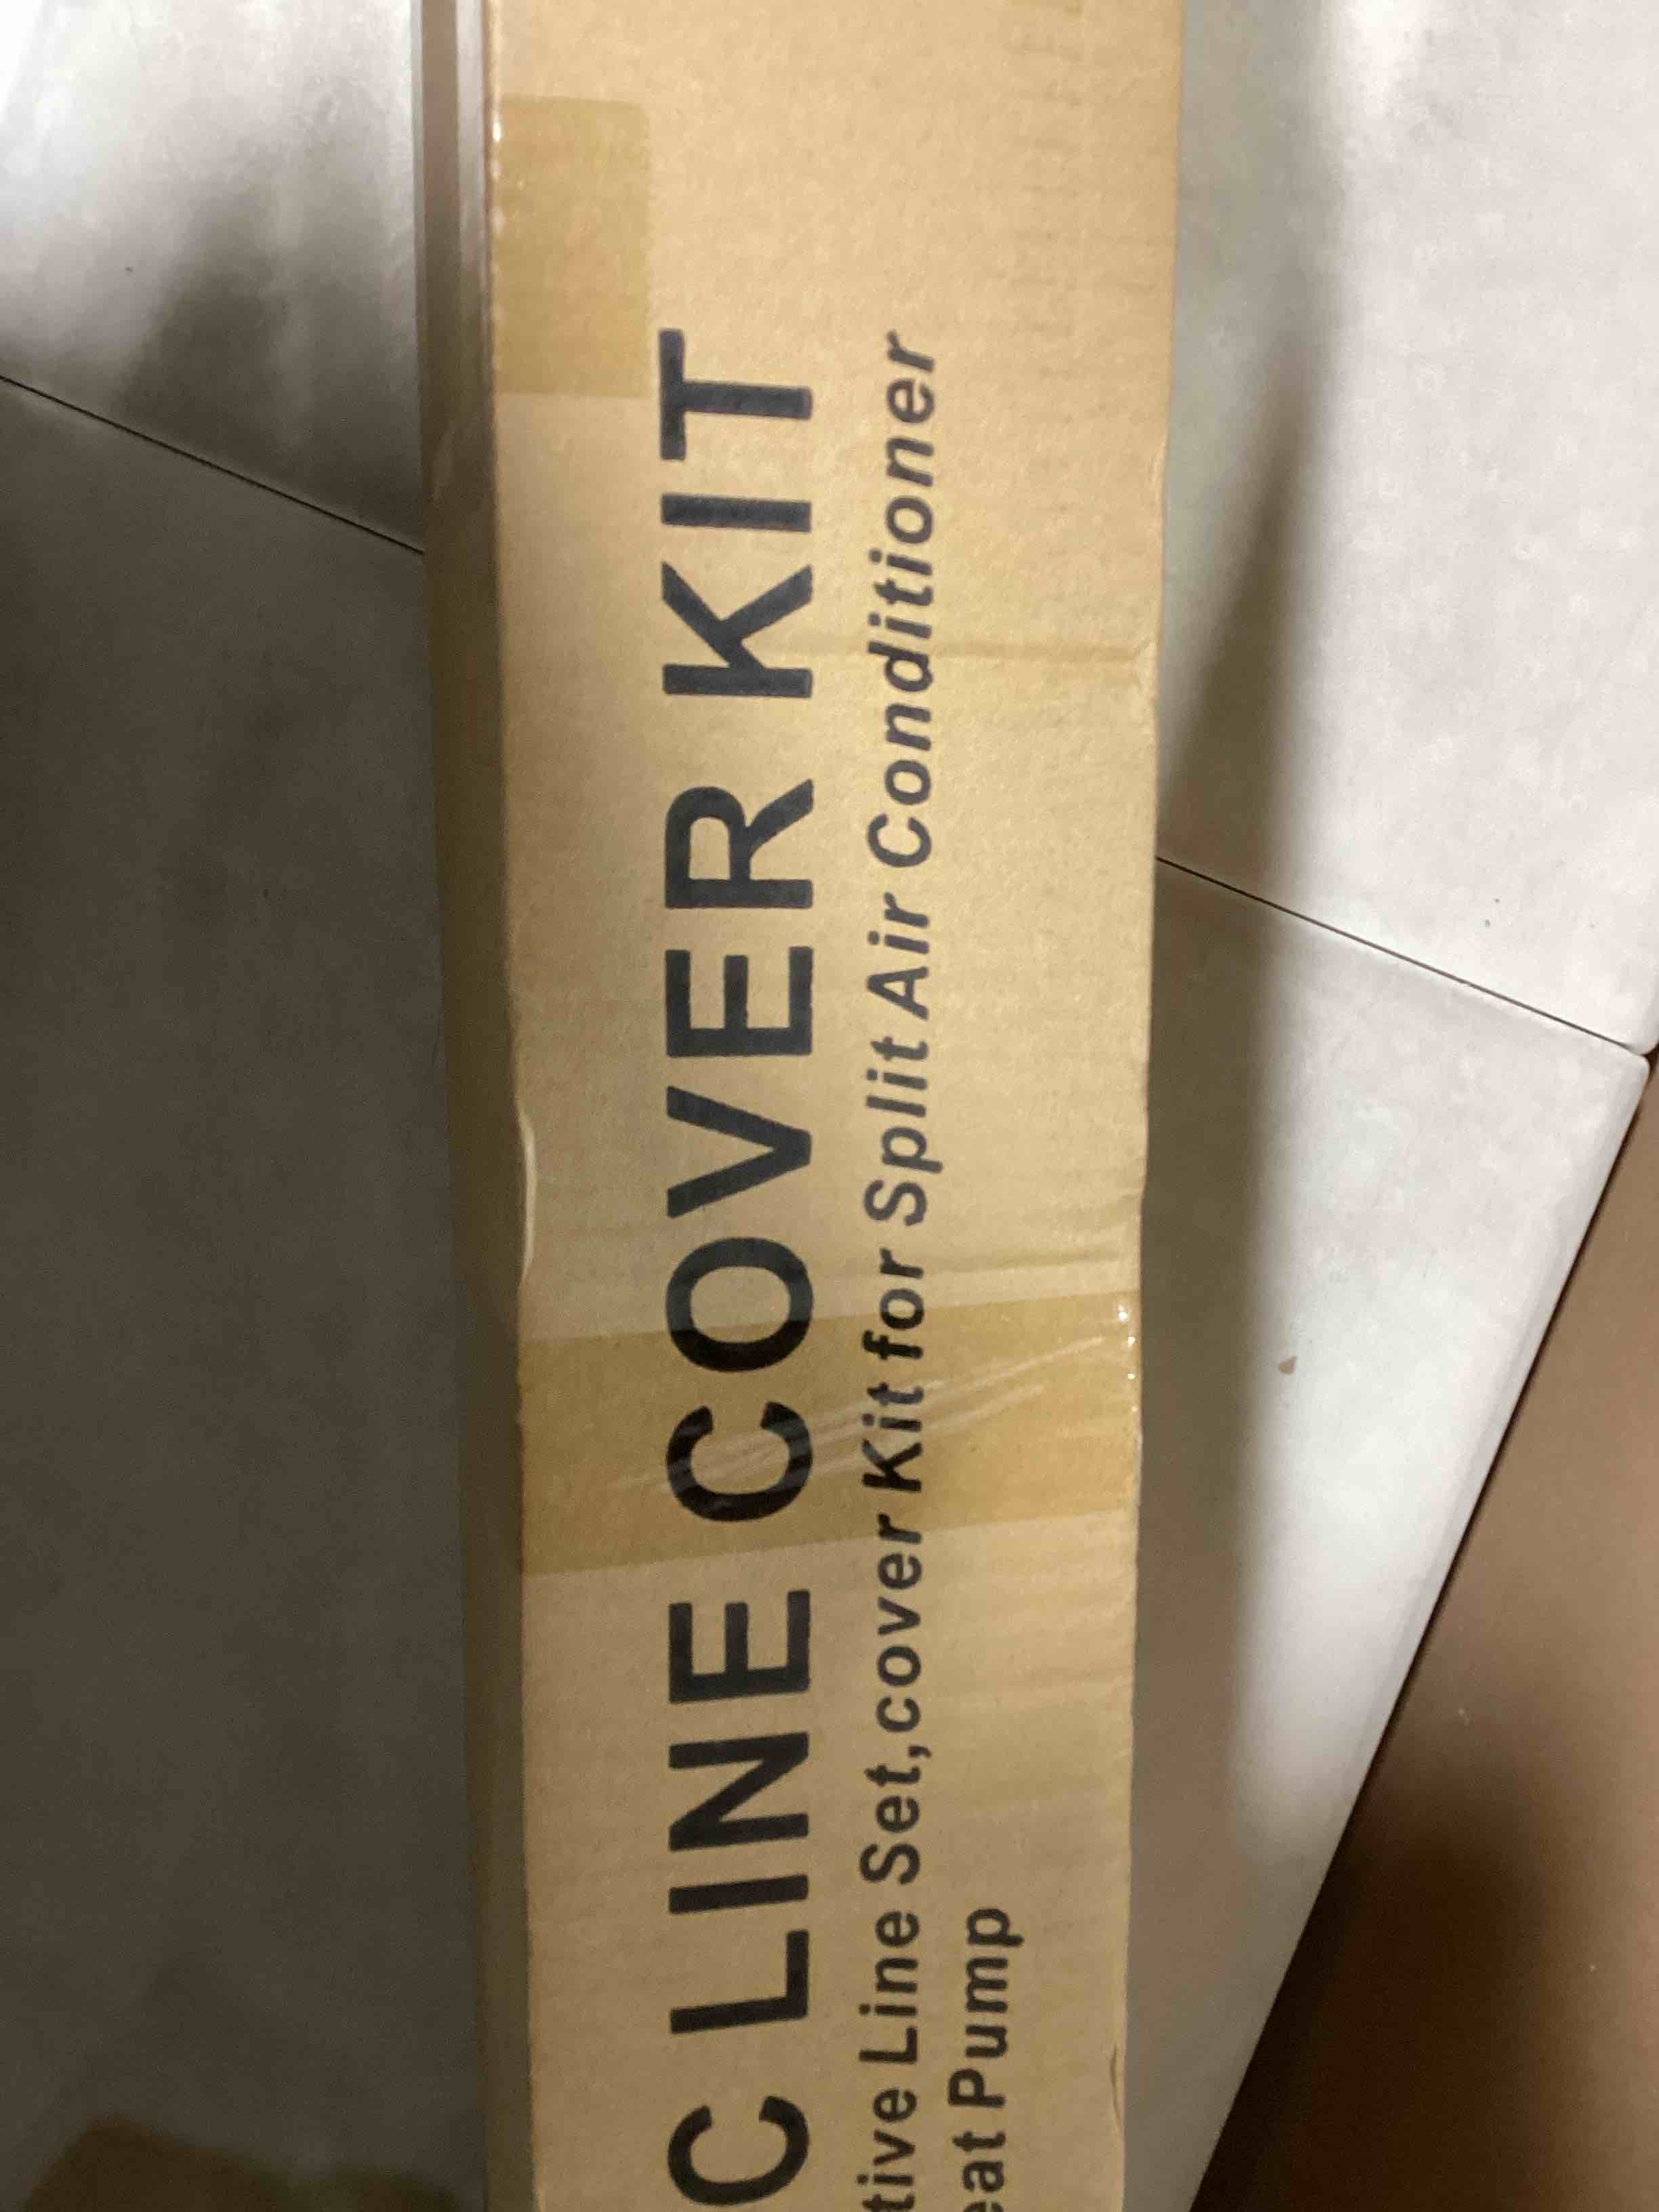 C LINE COVER KIT
tive Line Set,cover Kit for Split Air Conditioner
eat Pump